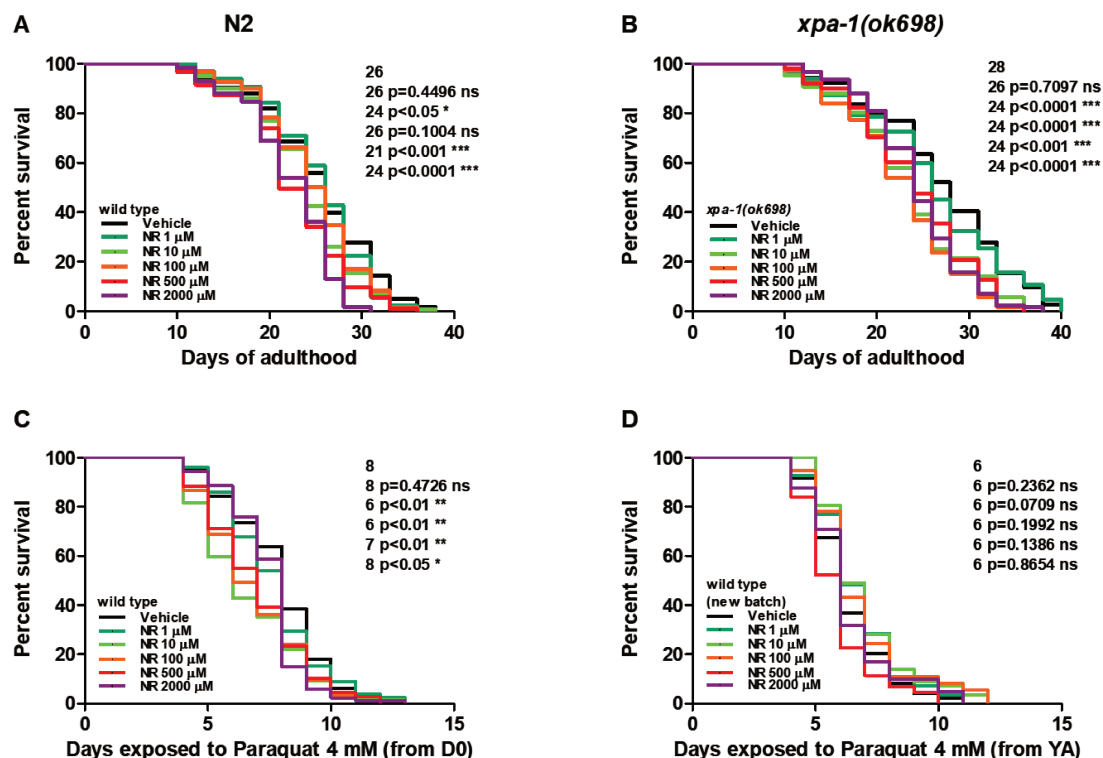 A
N2
Percent survival
100
80
60
40
20
0
26
26 p=0.4496 ns
24 p<0.05 *
26 p=0.1004 ns
21 p<0.001 ***
24 p<0.0001 ***
wild type
Vehicle
NR 1 µM
NR 10 µM
NR 100 µM
NR 500 µM
NR 2000 µM
0 10 20 30 40
Days of adulthood
B
xpa-1(ok698)
Percent survival
100
80
60
40
20
0
28
26 p=0.7097 ns
24 p<0.0001 ***
24 p<0.0001 ***
24 p<0.001 ***
24 p<0.0001 ***
xpa-1(ok698)
Vehicle
NR 1 µM
NR 10 µM
NR 100 µM
NR 500 µM
NR 2000 µM
0 10 20 30 40
Days of adulthood
C
Percent survival
100
80
60
40
20
0
8
8 p=0.4726 ns
6 p<0.01 **
6 p<0.01 **
7 p<0.01 **
8 p<0.05 *
wild type
Vehicle
NR 1 µM
NR 10 µM
NR 100 µM
NR 500 µM
NR 2000 µM
0 5 10 15
Days exposed to Paraquat 4 mM (from D0)
D
Percent survival
100
80
60
40
20
0
6
6 p=0.2362 ns
6 p=0.0709 ns
6 p=0.1992 ns
6 p=0.1386 ns
6 p=0.8654 ns
wild type
(new batch)
Vehicle
NR 1 µM
NR 10 µM
NR 100 µM
NR 500 µM
NR 2000 µM
0 5 10 15
Days exposed to Paraquat 4 mM (from YA)